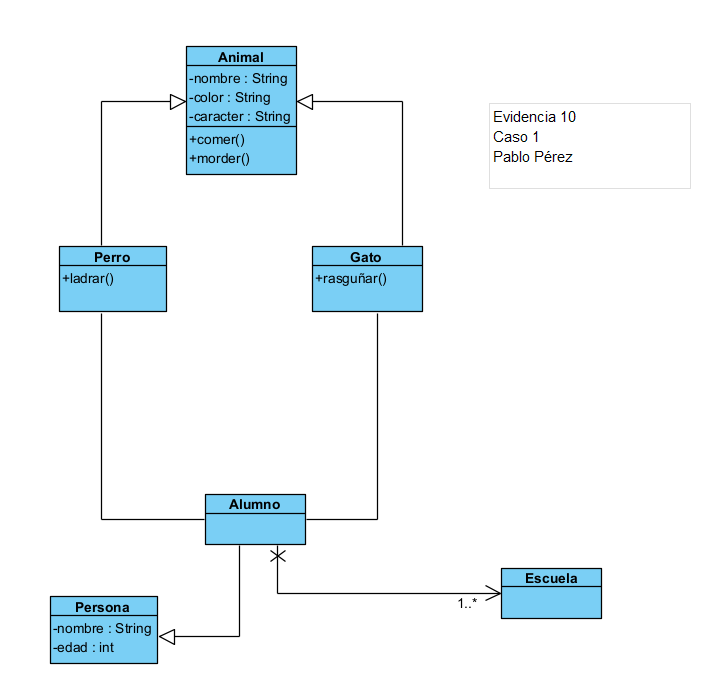 Animal
-nombre : String
-color : String
-caracter : String
+comer()
+morder()
Evidencia 10
Caso 1
Pablo Pérez
Perro
+ladrar()
Gato
+rasguñar()
Alumno
Escuela
1..*
Persona
-nombre : String
-edad : int